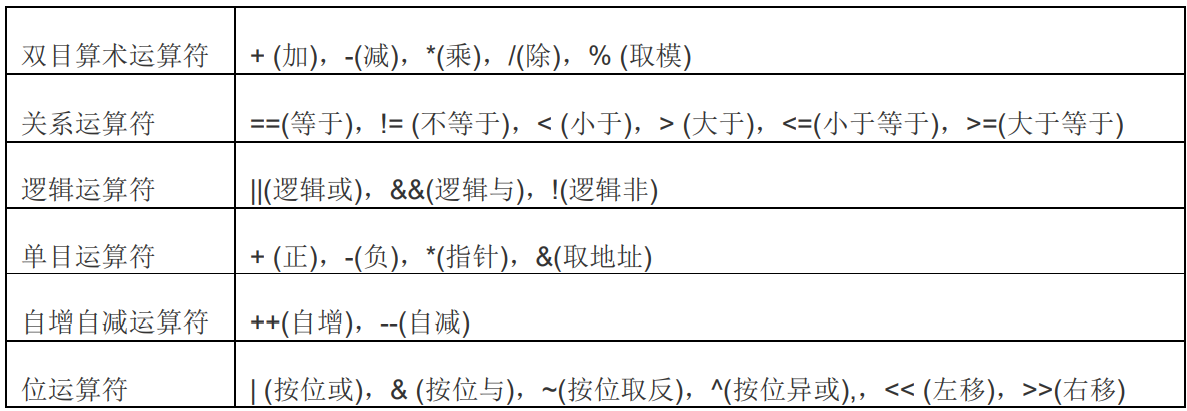 双目算术运算符 + (加)，-(减)，*(乘)，/(除)，% (取模)
关系运算符 ==(等于)，!= (不等于)，< (小于)，> (大于)，<=(小于等于)，>=(大于等于)
逻辑运算符 ||(逻辑或)，&&(逻辑与)，!(逻辑非)
单目运算符 + (正)，-(负)，*(指针)，&(取地址)
自增自减运算符 ++(自增)，--(自减)
位运算符 | (按位或)，& (按位与)，~(按位取反)，^(按位异或),，<< (左移)，>>(右移)